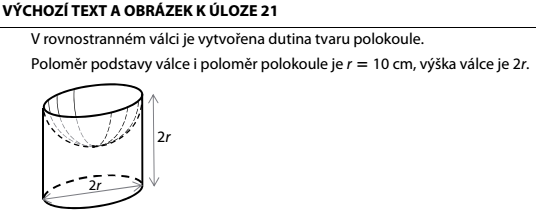 VÝCHOZÍ TEXT A OBRÁZEK K ÚLOZE 21
V rovnostranném válci je vytvořena dutina tvaru polokoule.
Poloměr podstavy válce i poloměr polokoule je r = 10 cm, výška válce je 2r.
2r
2r